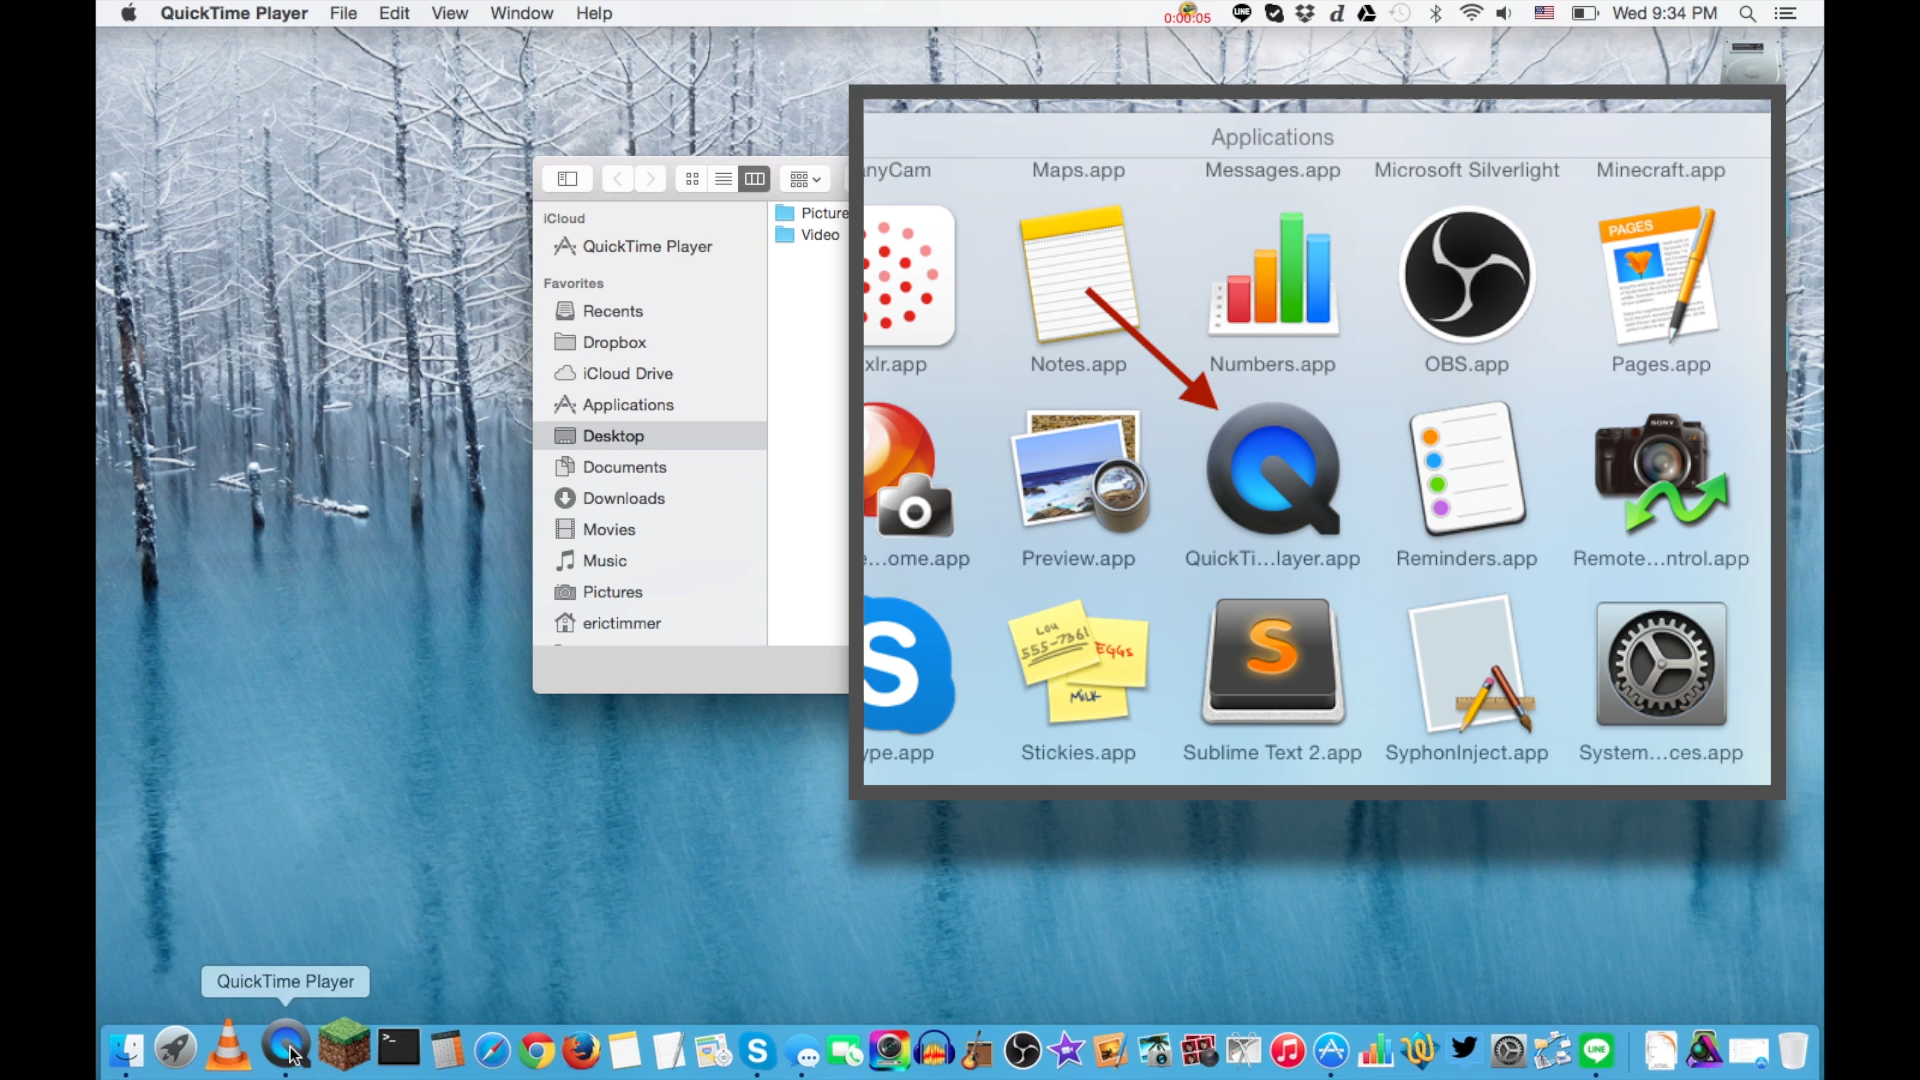 QuickTime Player File Edit View Window Help 0:00:05 LINE Wed 9:34 PM
iCloud
QuickTime Player
Favorites
Recents
Dropbox
iCloud Drive
Applications
Desktop
Documents
Downloads
Movies
Music
Pictures
erictimmer
Picture
Video
Applications
nyCam Maps.app Messages.app Microsoft Silverlight Minecraft.app
PAGES
xlr.app Notes.app Numbers.app OBS.app Pages.app
SONY
e...ome.app Preview.app QuickTi...layer.app Reminders.app Remote...ntrol.app
LOU
555-7361
EGGS
MILK
ype.app Stickies.app Sublime Text 2.app SyphonInject.app System...ces.app
QuickTime Player
LINE